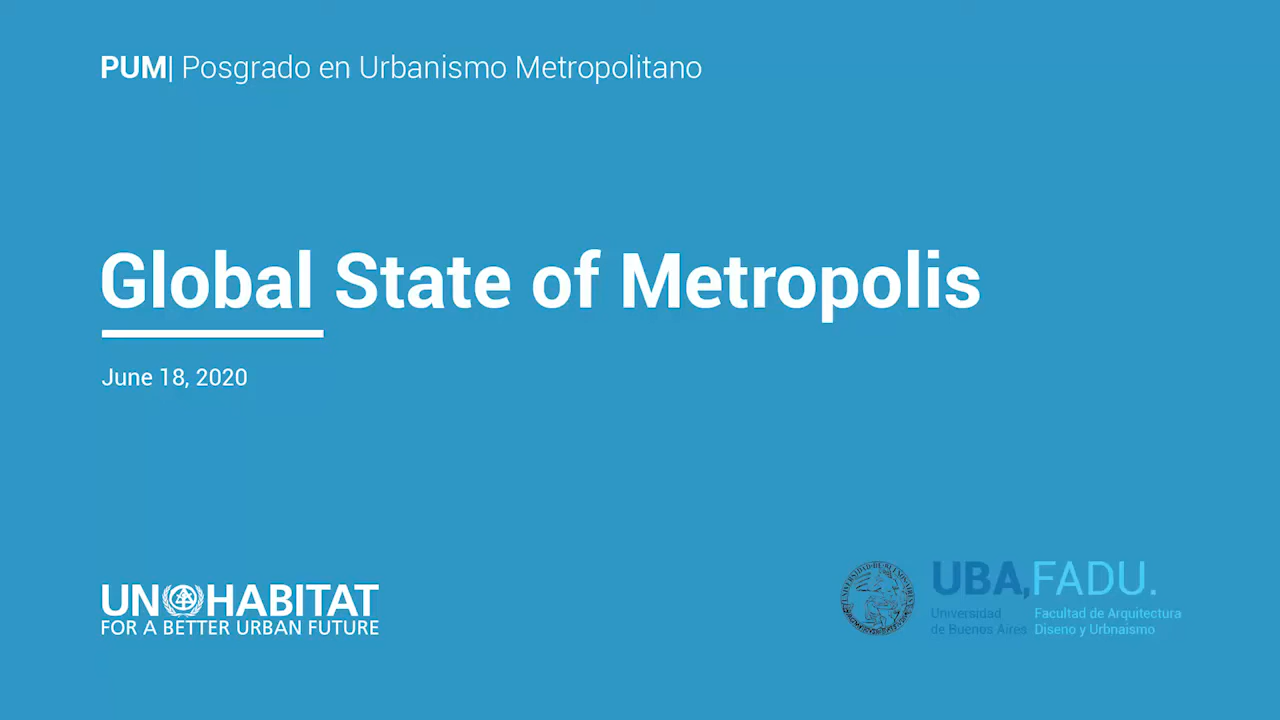 PUM| Posgrado en Urbanismo Metropolitano
Global State of Metropolis
June 18, 2020
UN HABITAT
FOR A BETTER URBAN FUTURE
UBA, FADU.
Universidad Facultad de Arquitectura
de Buenos Aires Diseno y Urbnaismo